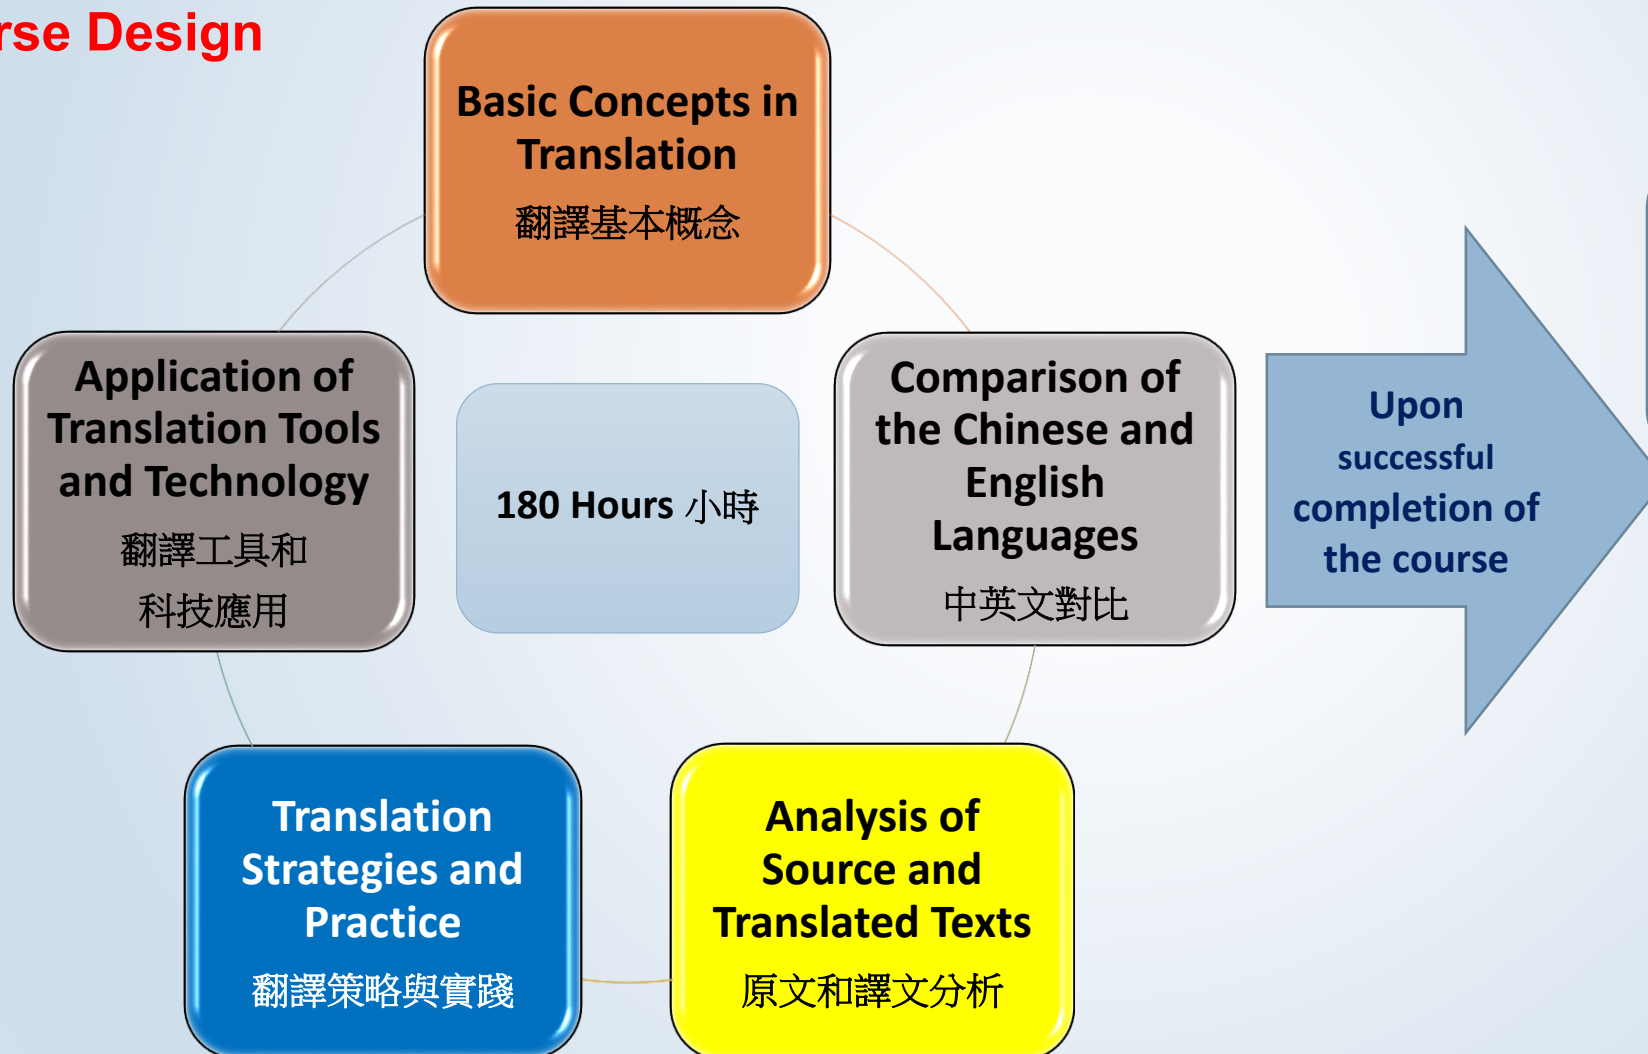 rse Design
Basic Concepts in
Translation
翻譯基本概念
Application of
Translation Tools
and Technology
翻譯工具和
科技應用
180 Hours 小時
Comparison of
the Chinese and
English
Languages
中英文對比
Upon
successful
completion of
the course
Translation
Strategies and
Practice
翻譯策略與實踐
Analysis of
Source and
Translated Texts
原文和譯文分析